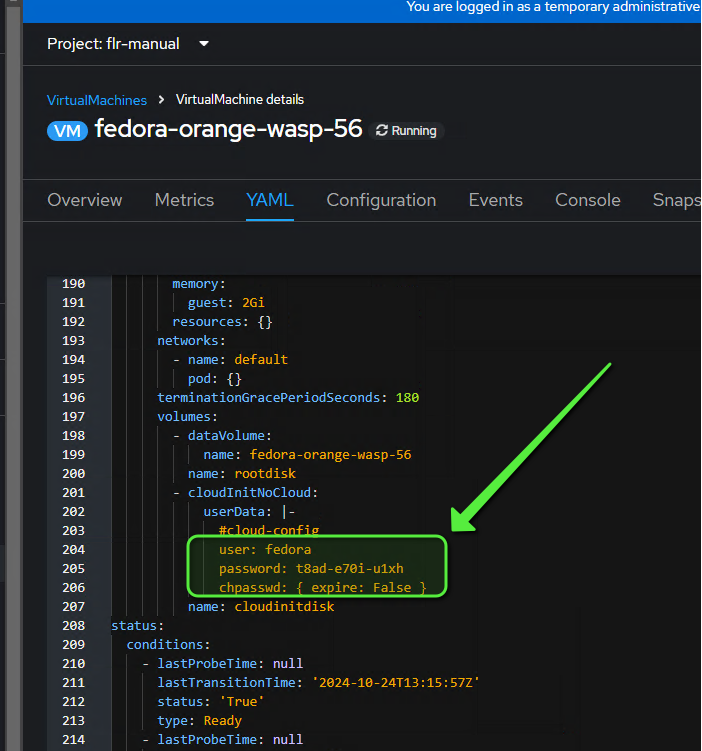 You are logged in as a temporary administrative
Project: flr-manual
VirtualMachines > VirtualMachine details
VM fedora-orange-wasp-56 Running
Overview Metrics YAML Configuration Events Console Snaps
190 memory:
191 guest: 2Gi
192 resources: {}
193 networks:
194 - name: default
195 pod: {}
196 terminationGracePeriodSeconds: 180
197 volumes:
198 - dataVolume:
199 name: fedora-orange-wasp-56
200 name: rootdisk
201 - cloudInitNoCloud:
202 userData: |-
203 #cloud-config
204 user: fedora
205 password: t8ad-e70i-u1xh
206 chpasswd: { expire: False }
207 name: cloudinitdisk
208 status:
209 conditions:
210 - lastProbeTime: null
211 lastTransitionTime: '2024-10-24T13:15:57Z'
212 status: 'True'
213 type: Ready
214 - lastProbeTime: null